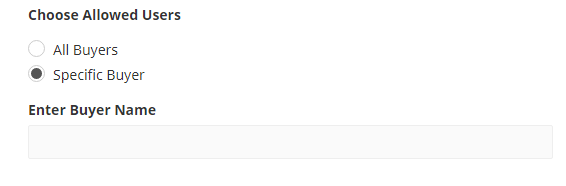 Choose Allowed Users
All Buyers
Specific Buyer
Enter Buyer Name